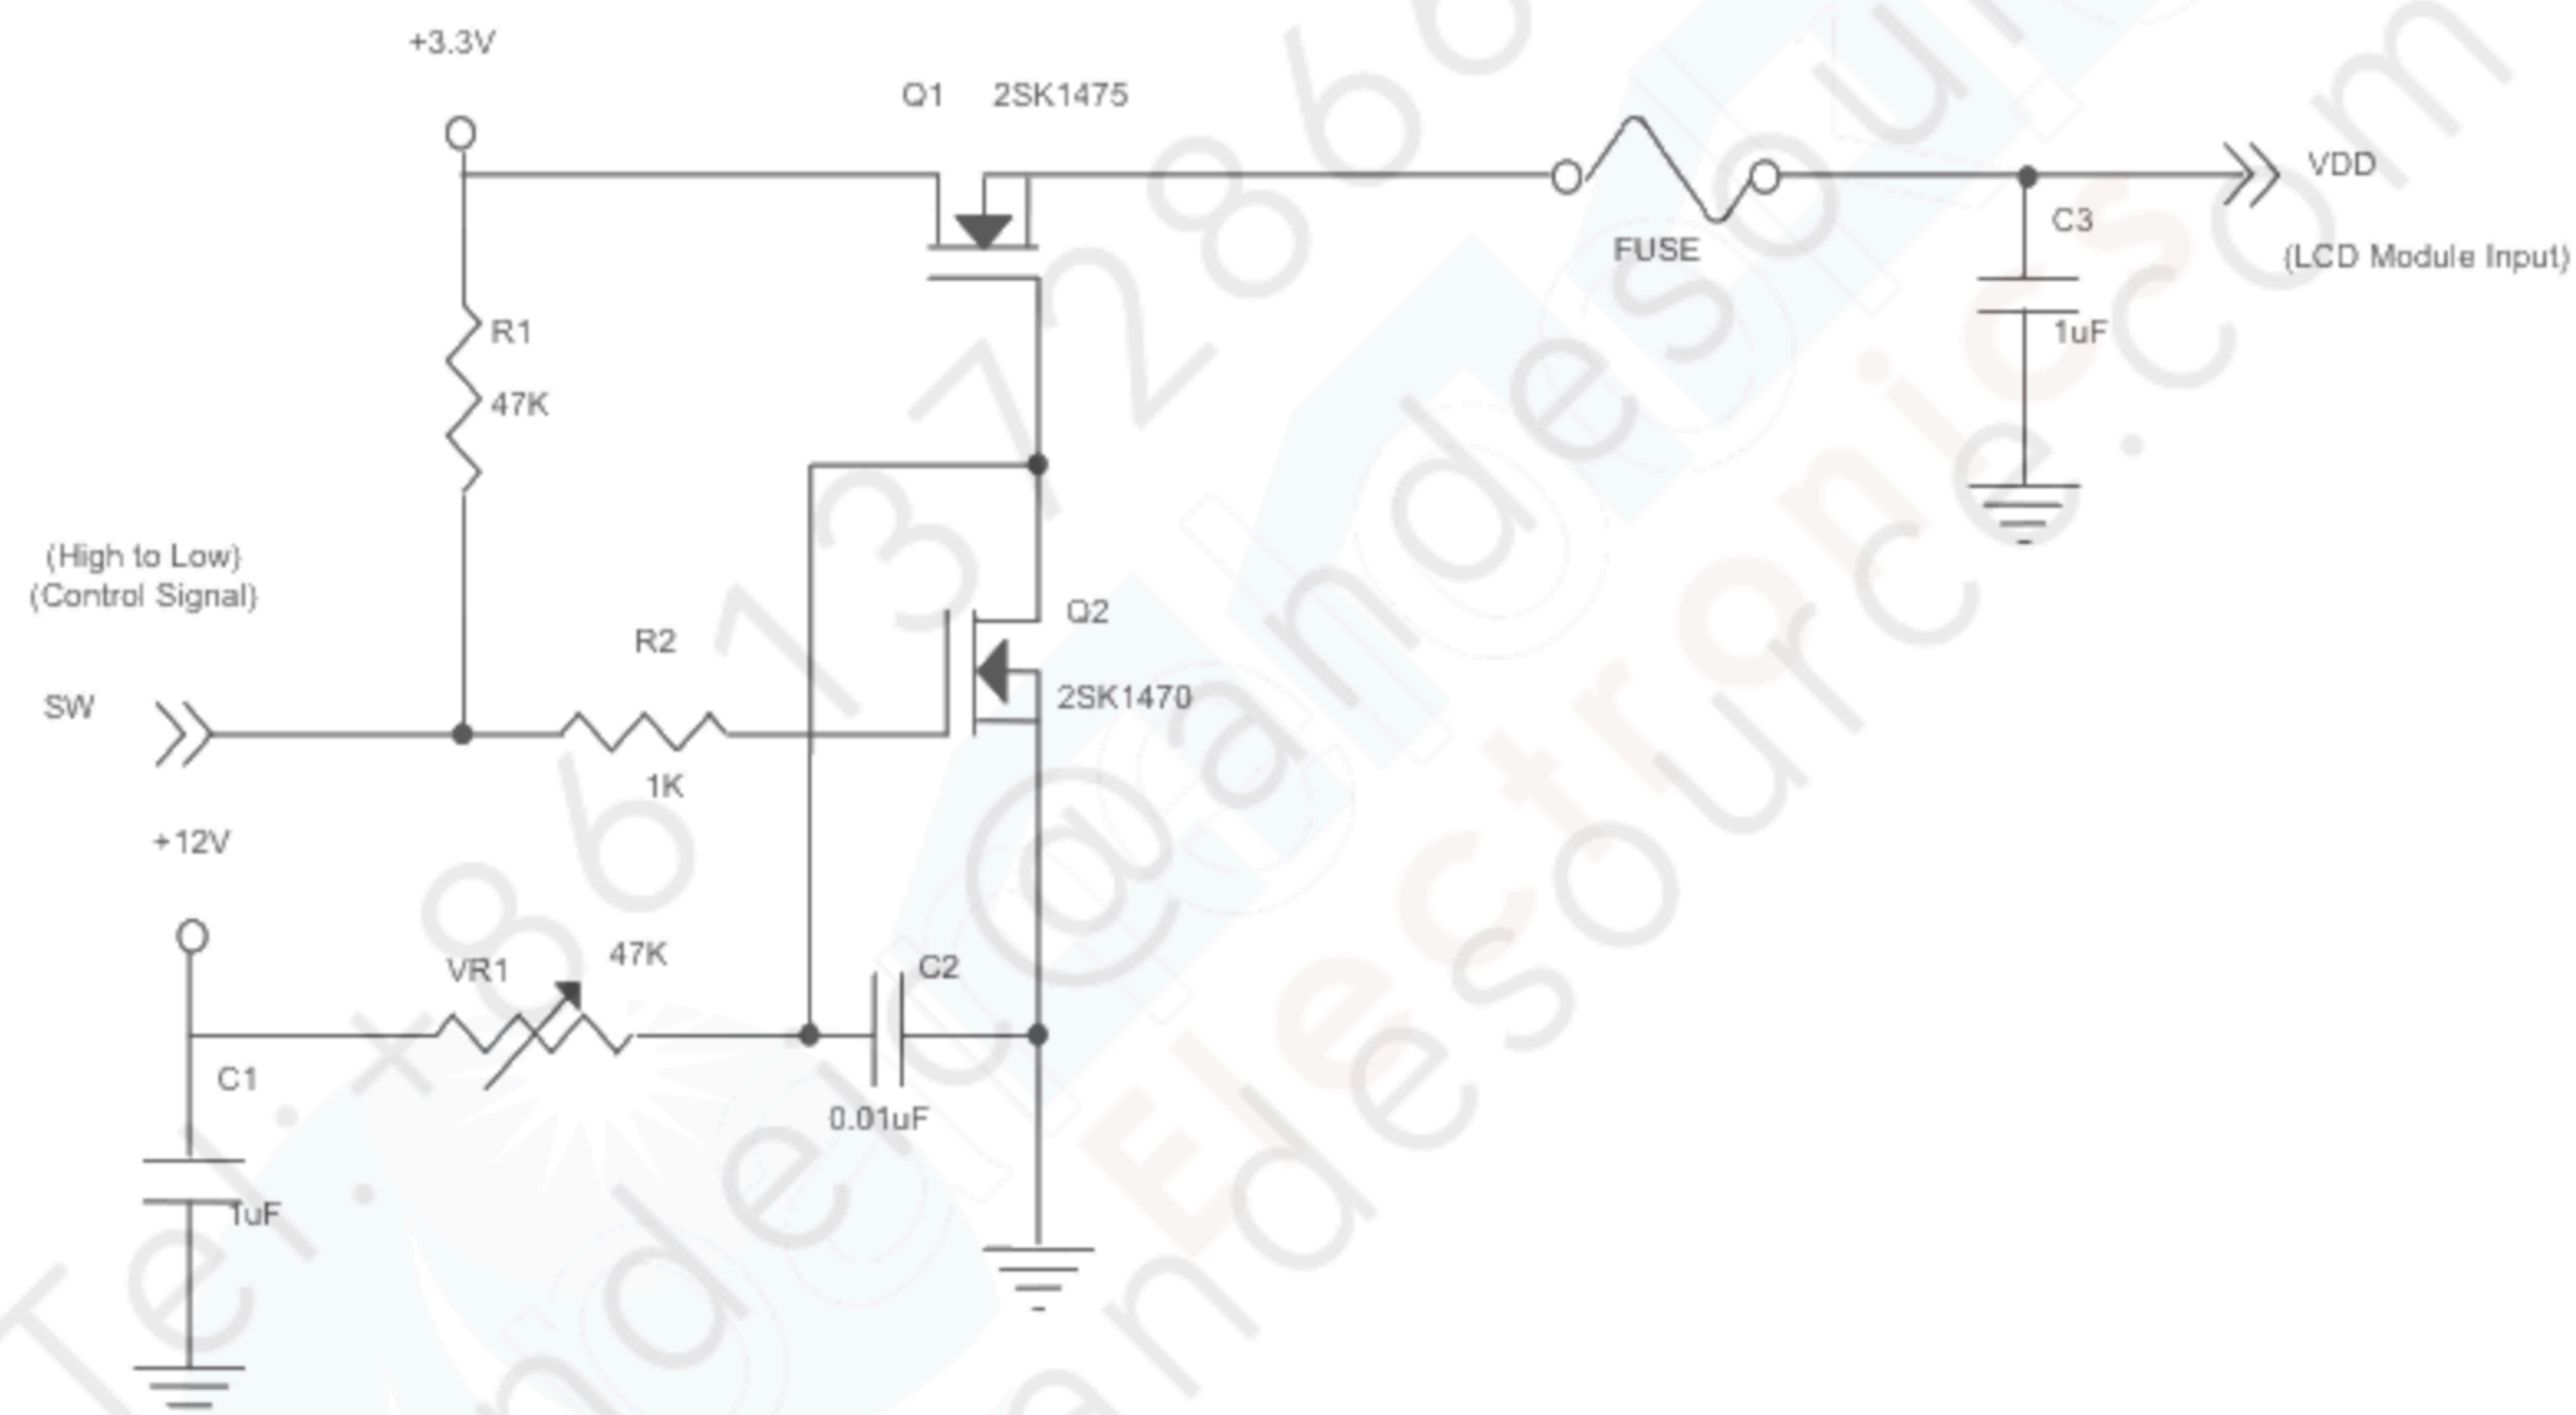 +3.3V
Q1 2SK1475
VDD
C3
FUSE
(LCD Module Input)
R1
1uF
47K
(High to Low)
(Control Signal)
Q2
R2
2SK1470
SW
1K
+12V
47K
VR1
C2
C1
0.01uF
1uF
Electronics